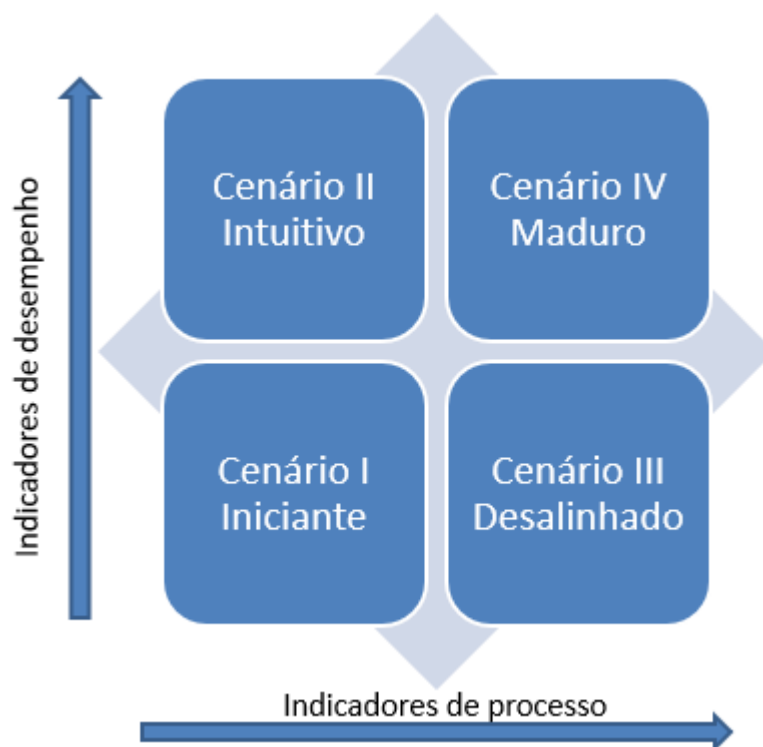 Indicadores de desempenho
Cenário II
Intuitivo
Cenário IV
Maduro
Cenário I
Iniciante
Cenário III
Desalinhado
Indicadores de processo